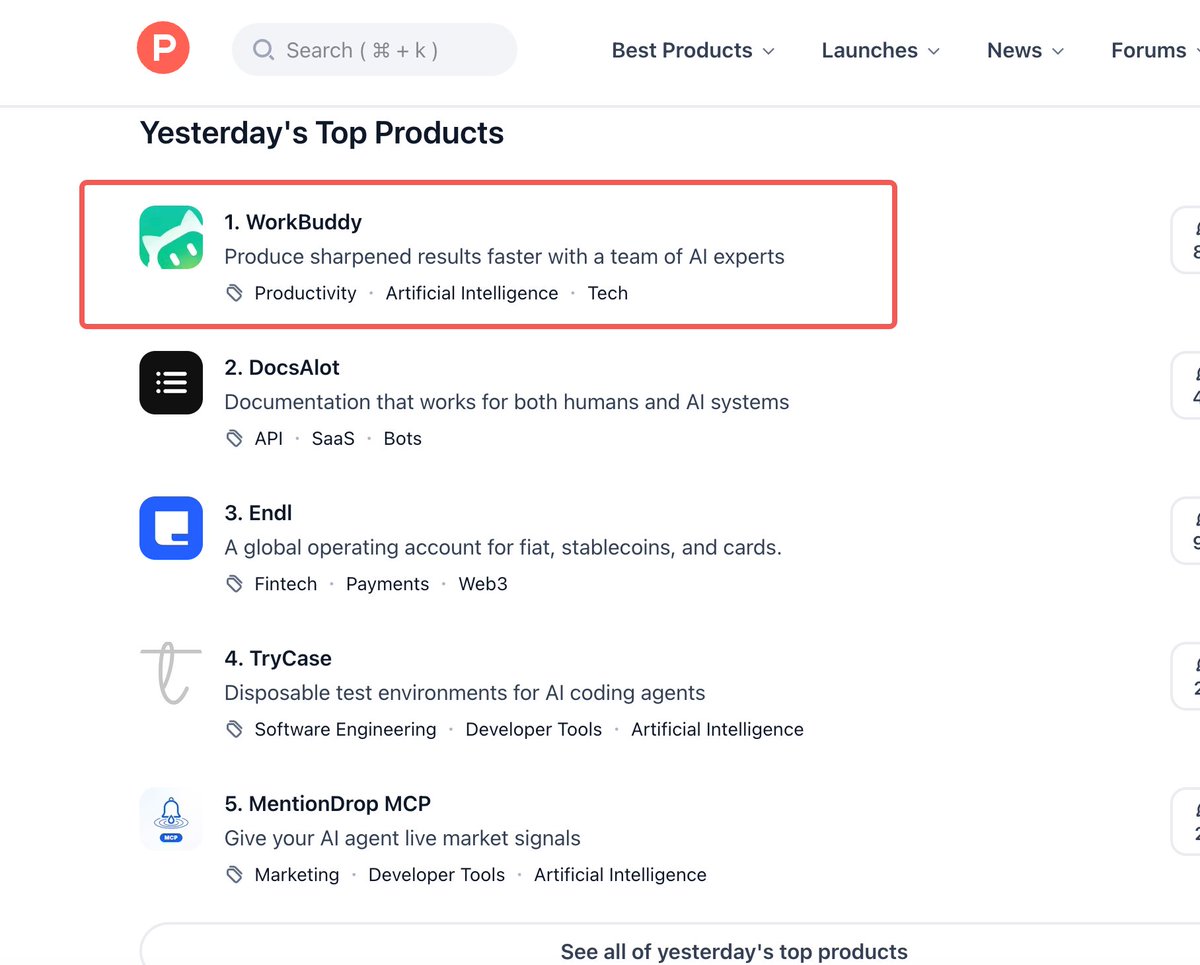 P
Search ( ⌘ + k )
Best Products
Launches
News
Forums
Yesterday's Top Products
1. WorkBuddy
Produce sharpened results faster with a team of AI experts
Productivity · Artificial Intelligence · Tech
2. DocsAlot
Documentation that works for both humans and AI systems
API · SaaS · Bots
3. Endl
A global operating account for fiat, stablecoins, and cards.
Fintech · Payments · Web3
4. TryCase
Disposable test environments for AI coding agents
Software Engineering · Developer Tools · Artificial Intelligence
MCP
5. MentionDrop MCP
Give your AI agent live market signals
Marketing · Developer Tools · Artificial Intelligence
See all of yesterday's top products